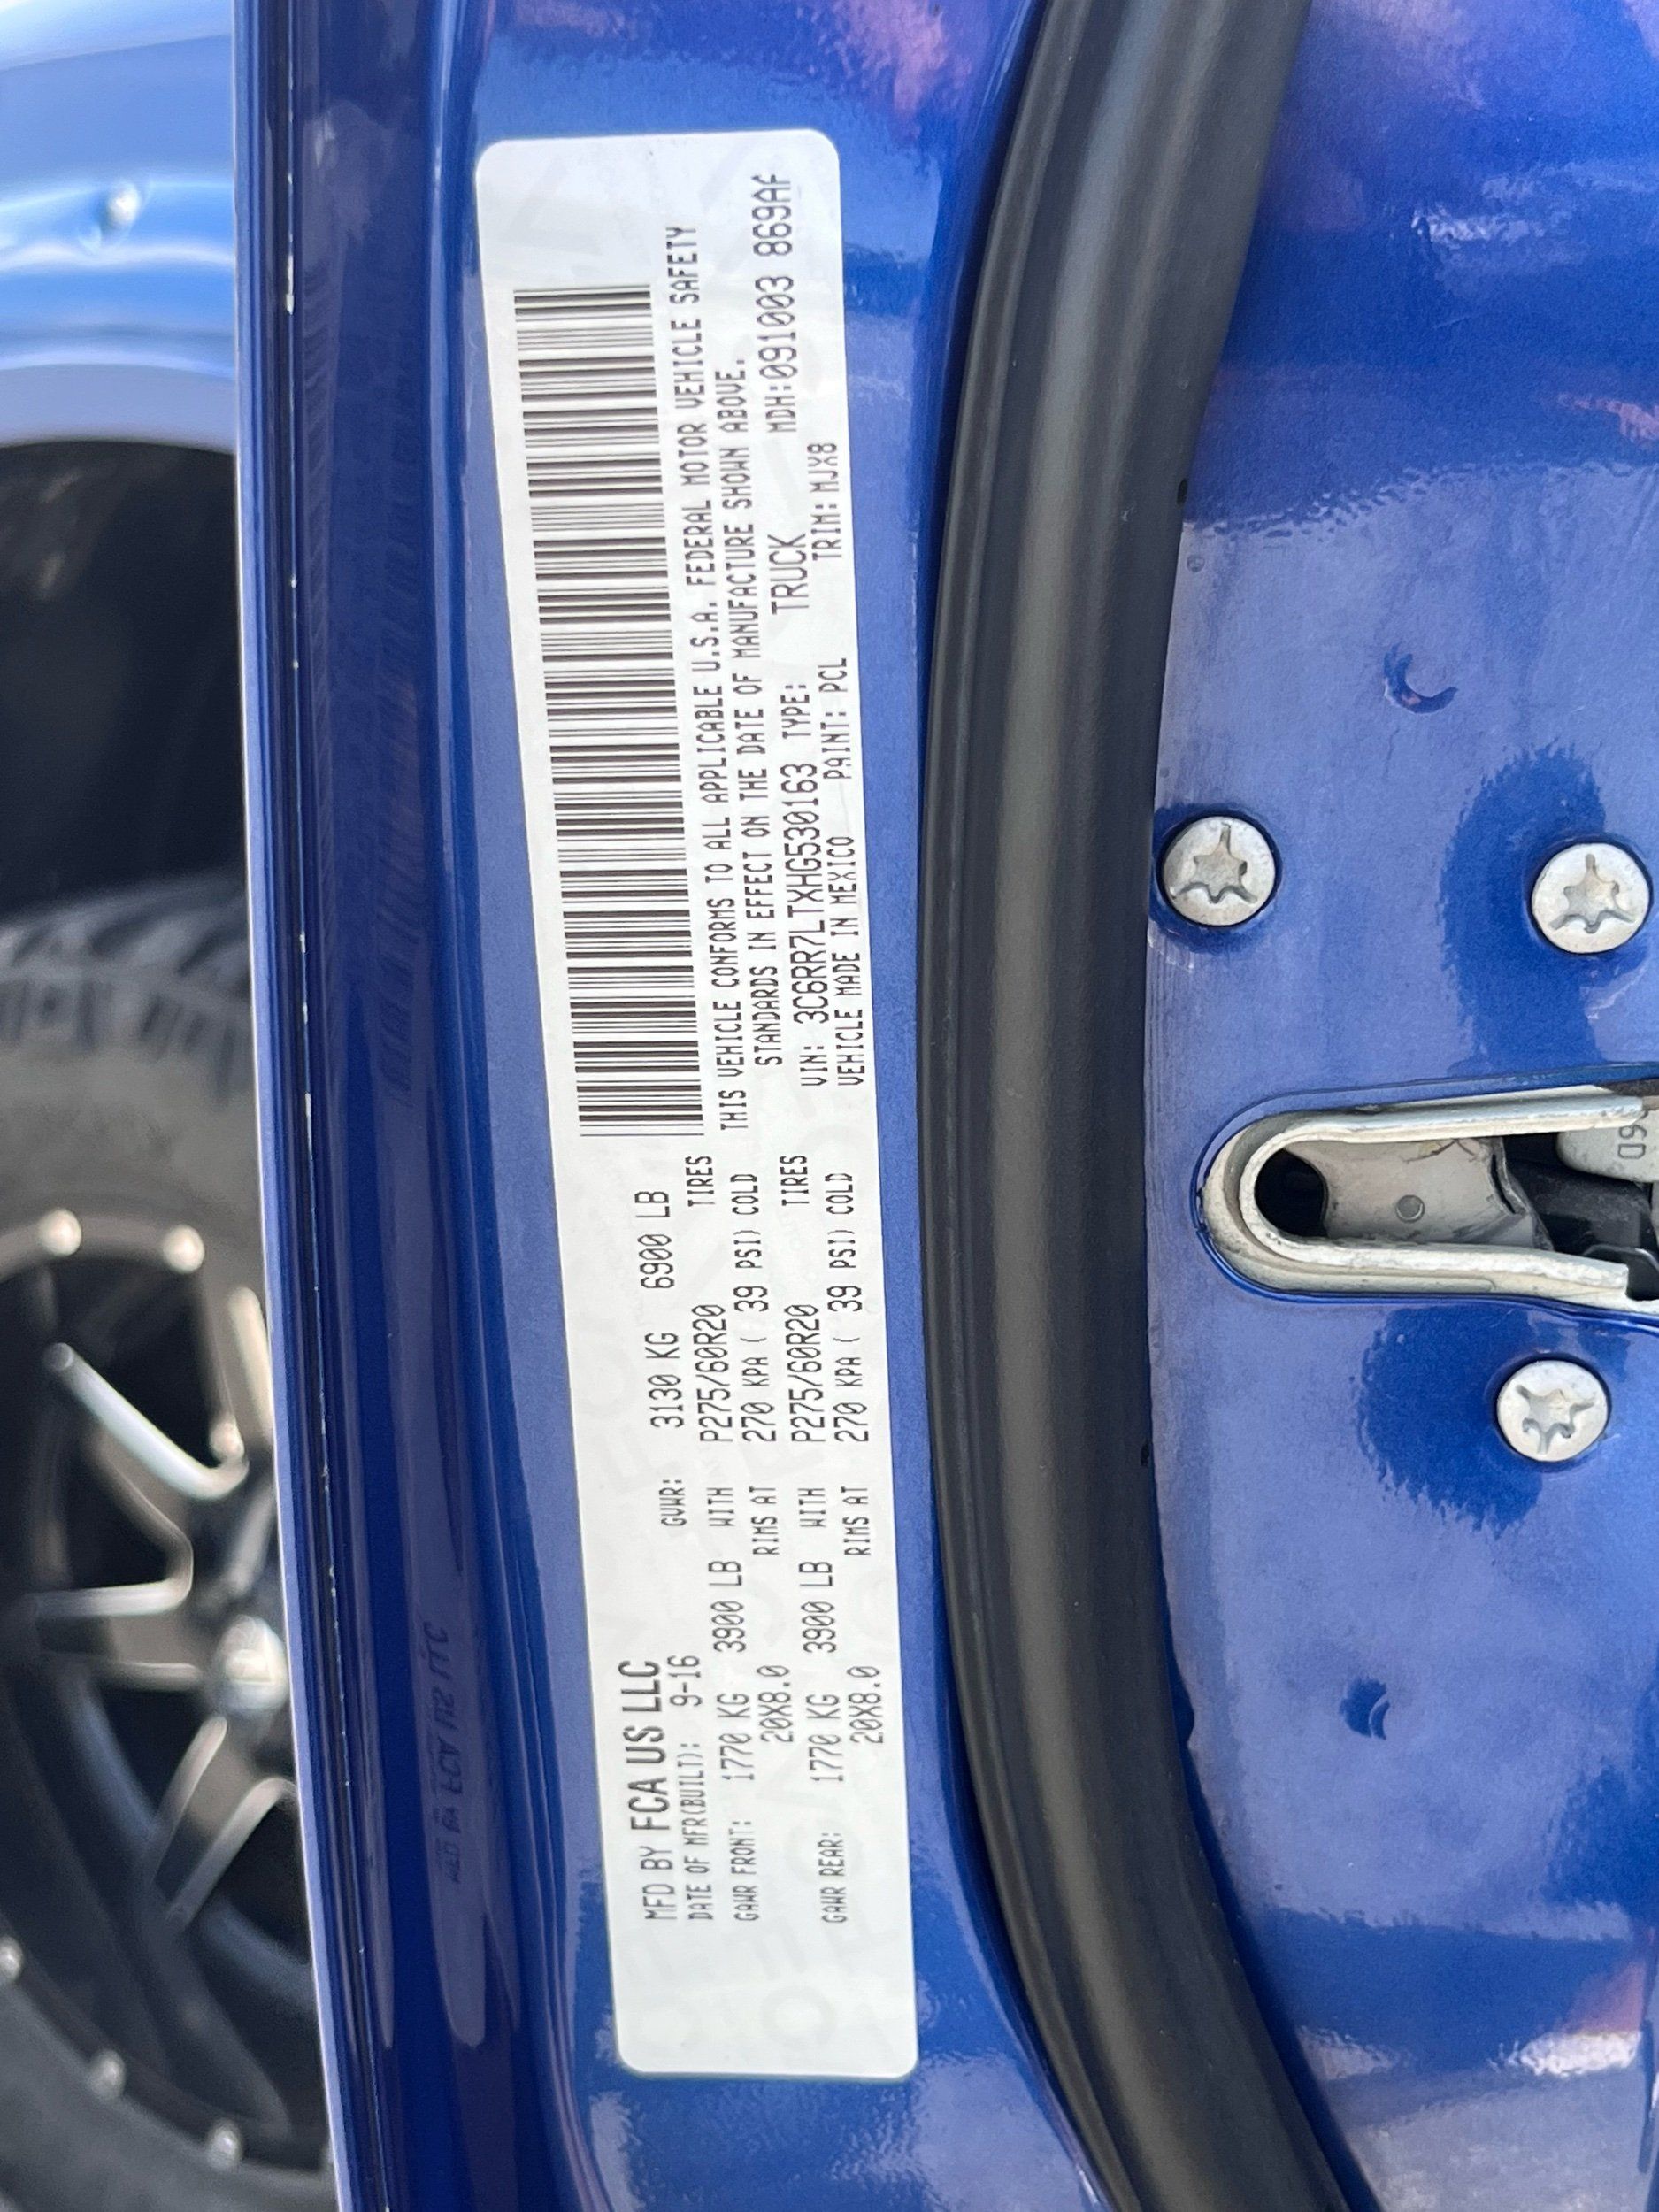 MFD BY FCA US LLC
DATE OF MFR(BUILT): 9-16 GVWR: 3130 KG 6900 LB
GAWR FRONT: 1770 KG 3900 LB WITH P275/60R20 TIRES
20X8.0 RIMS AT 270 KPA ( 39 PSI) COLD
GAWR REAR: 1770 KG 3900 LB WITH P275/60R20 TIRES
20X8.0 RIMS AT 270 KPA ( 39 PSI) COLD
THIS VEHICLE CONFORMS TO ALL APPLICABLE U.S.A. FEDERAL MOTOR VEHICLE SAFETY
STANDARDS IN EFFECT ON THE DATE OF MANUFACTURE SHOWN ABOVE.
VIN: 3C6RR7LTXHG530163 TYPE: TRUCK MDH:091003 869AF
VEHICLE MADE IN MEXICO PAINT: PCL TRIM: MJX8